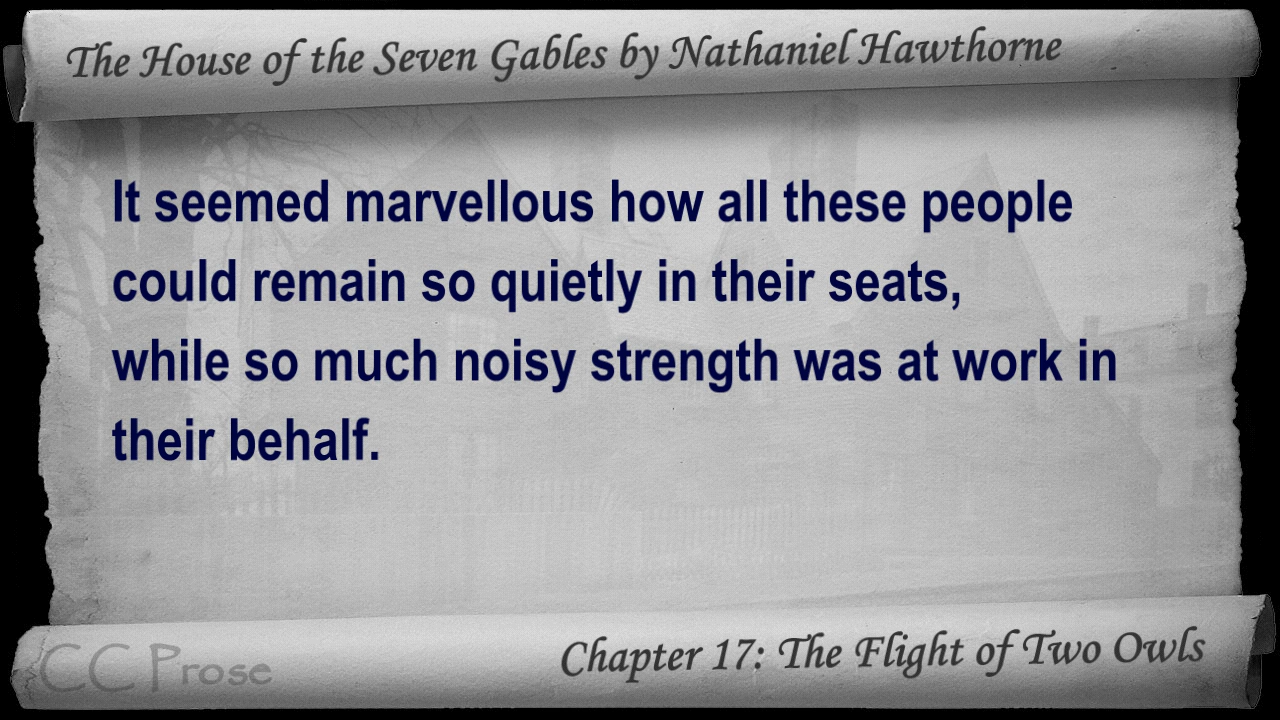 The House of the Seven Gables by Nathaniel Hawthorne
It seemed marvellous how all these people
could remain so quietly in their seats,
while so much noisy strength was at work in
their behalf.
CC Prose
Chapter 17: The Flight of Two Owls